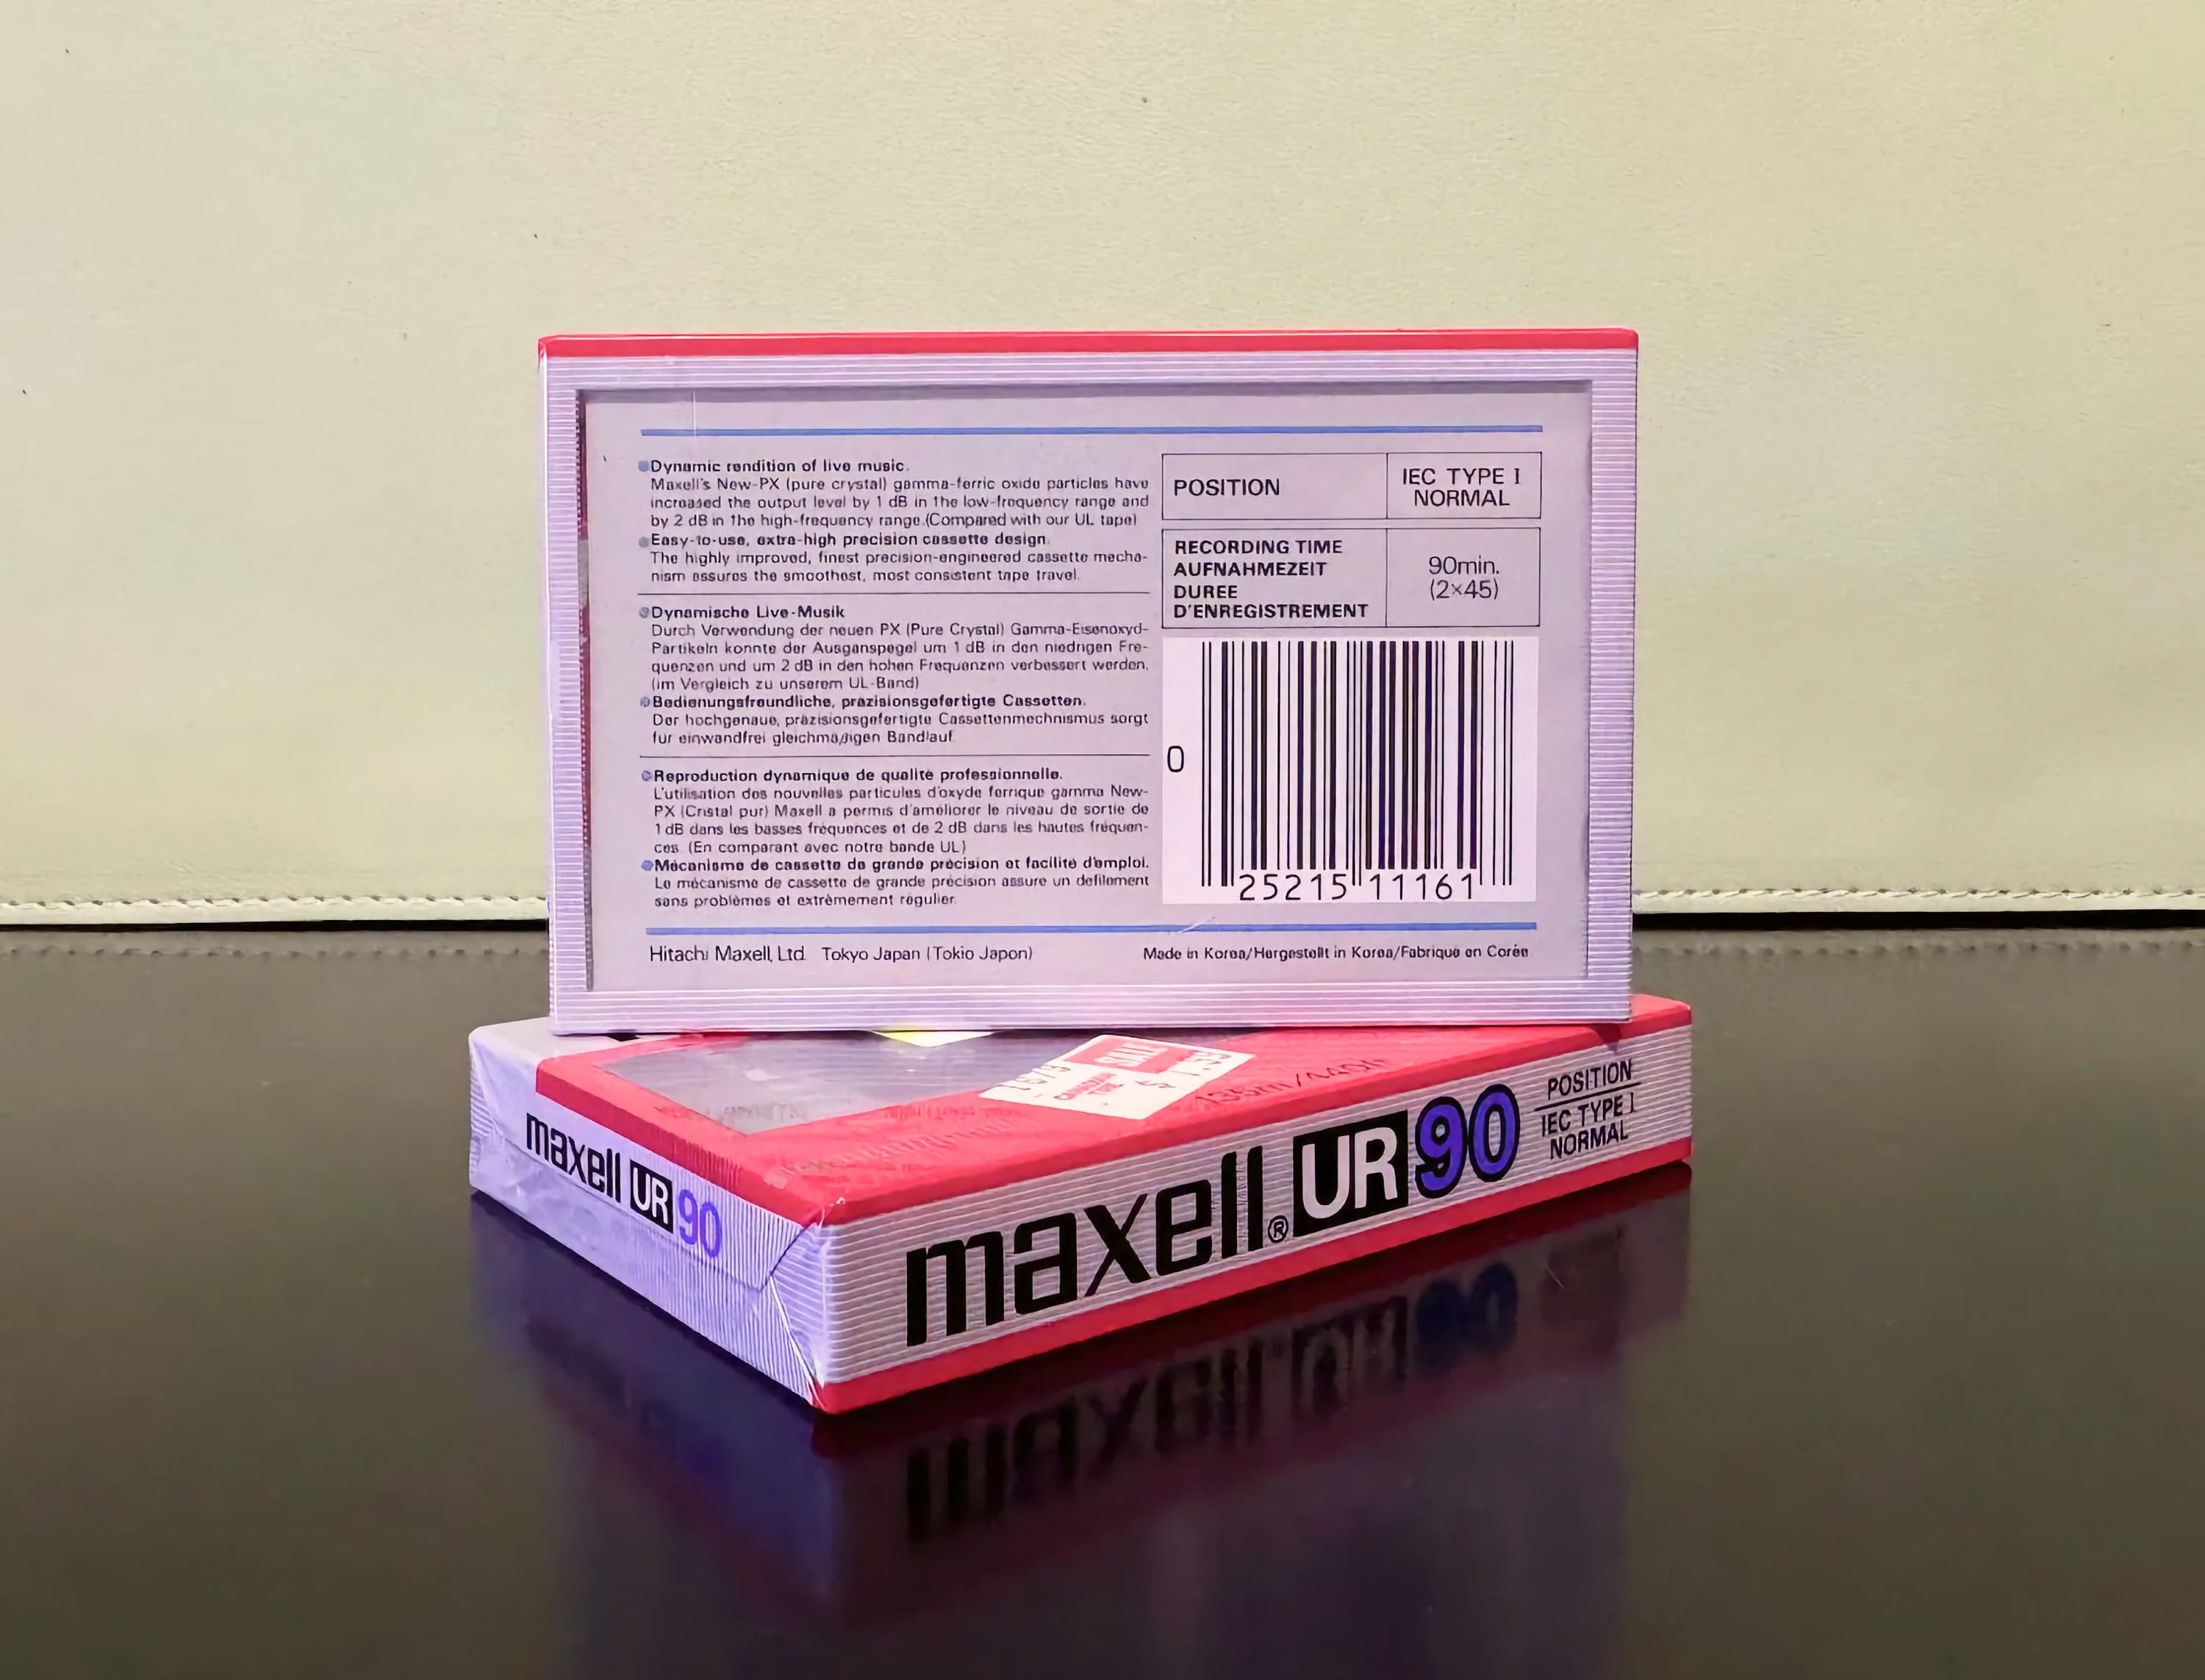 Dynamic rendition of live music.
Maxell's New-PX (pure crystal) gamma-ferric oxide particles have
increased the output level by 1 dB in the low-frequency range and
by 2 dB in the high-frequency range.(Compared with our UL tape)
Easy-to-use, extra-high precision cassette design.
The highly improved, finest precision-engineered cassette mecha-
nism assures the smoothest, most consistent tape travel.
Dynamische Live-Musik
Durch Verwendung der neuen PX (Pure Crystal) Gamma-Eisenoxyd-
Partikeln konnte der Ausganspegel um 1 dB in den niedrigen Fre-
quenzen und um 2 dB in den hohen Frequenzen verbessert werden.
(im Vergleich zu unserem UL-Band)
Bedienungsfreundliche, präzisionsgefertigte Cassetten.
Der hochgenaue, präzisionsgefertigte Cassettenmechnismus sorgt
für einwandfrei gleichmäßigen Bandlauf
Reproduction dynamique de qualité professionnelle.
L'utilisation des nouvelles particules d'oxyde ferrique gamma New-
PX (Cristal pur) Maxell a permis d'améliorer le niveau de sortie de
1 dB dans les basses fréquences et de 2 dB dans les hautes fréquen-
ces. (En comparant avec notre bande UL)
Mécanisme de cassette de grande précision et facilité d'emploi.
Le mécanisme de cassette de grande précision assure un défilement
sans problèmes et extrèmement régulier.
POSITION
IEC TYPE I
NORMAL
RECORDING TIME
AUFNAHMEZEIT
DUREE
D'ENREGISTREMENT
90min.
(2×45)
0 25215 11161
Hitachi Maxell, Ltd. Tokyo Japan (Tokio Japon)
Made in Korea/Hergestellt in Korea/Fabriqué en Corée
SALE
CANADIAN
TIRE
$ 1.99
135m/440ft
maxell UR 90
maxell® UR 90
POSITION
IEC TYPE I
NORMAL